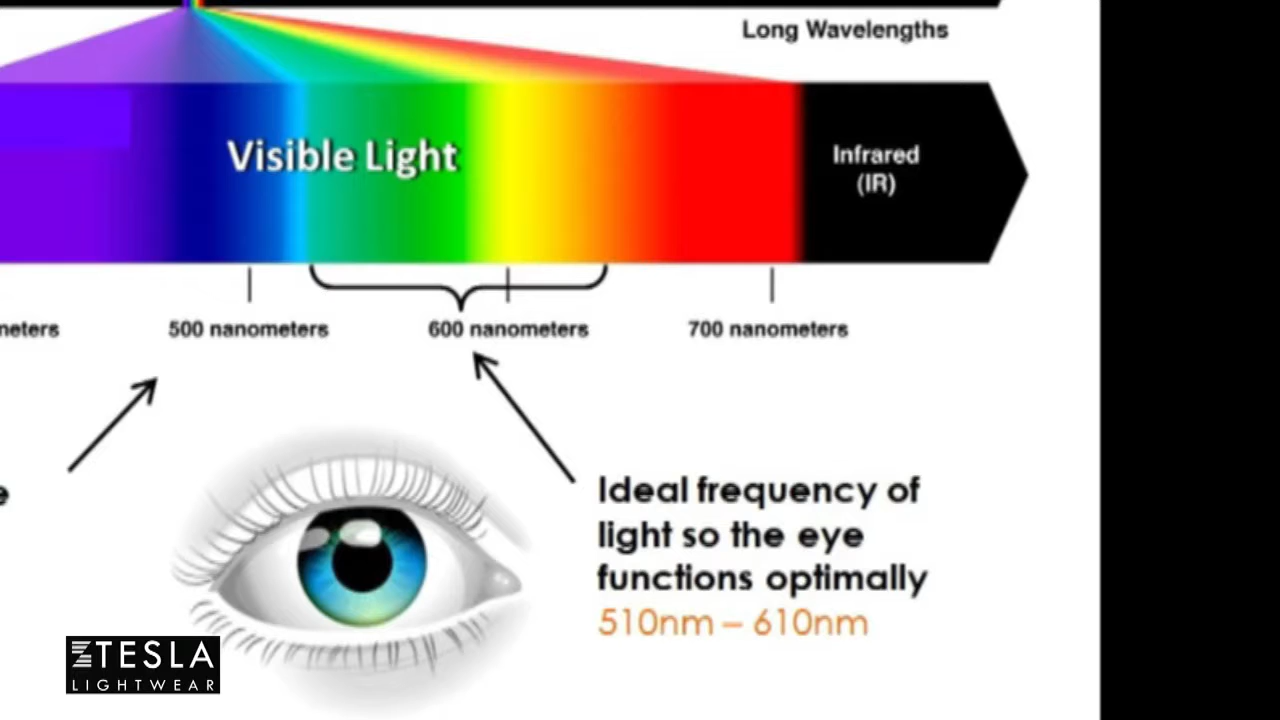 Long Wavelengths
Visible Light
Infrared
(IR)
neters
500 nanometers
600 nanometers
700 nanometers
e
Ideal frequency of
light so the eye
functions optimally
510nm – 610nm
TESLA
LIGHTWEAR